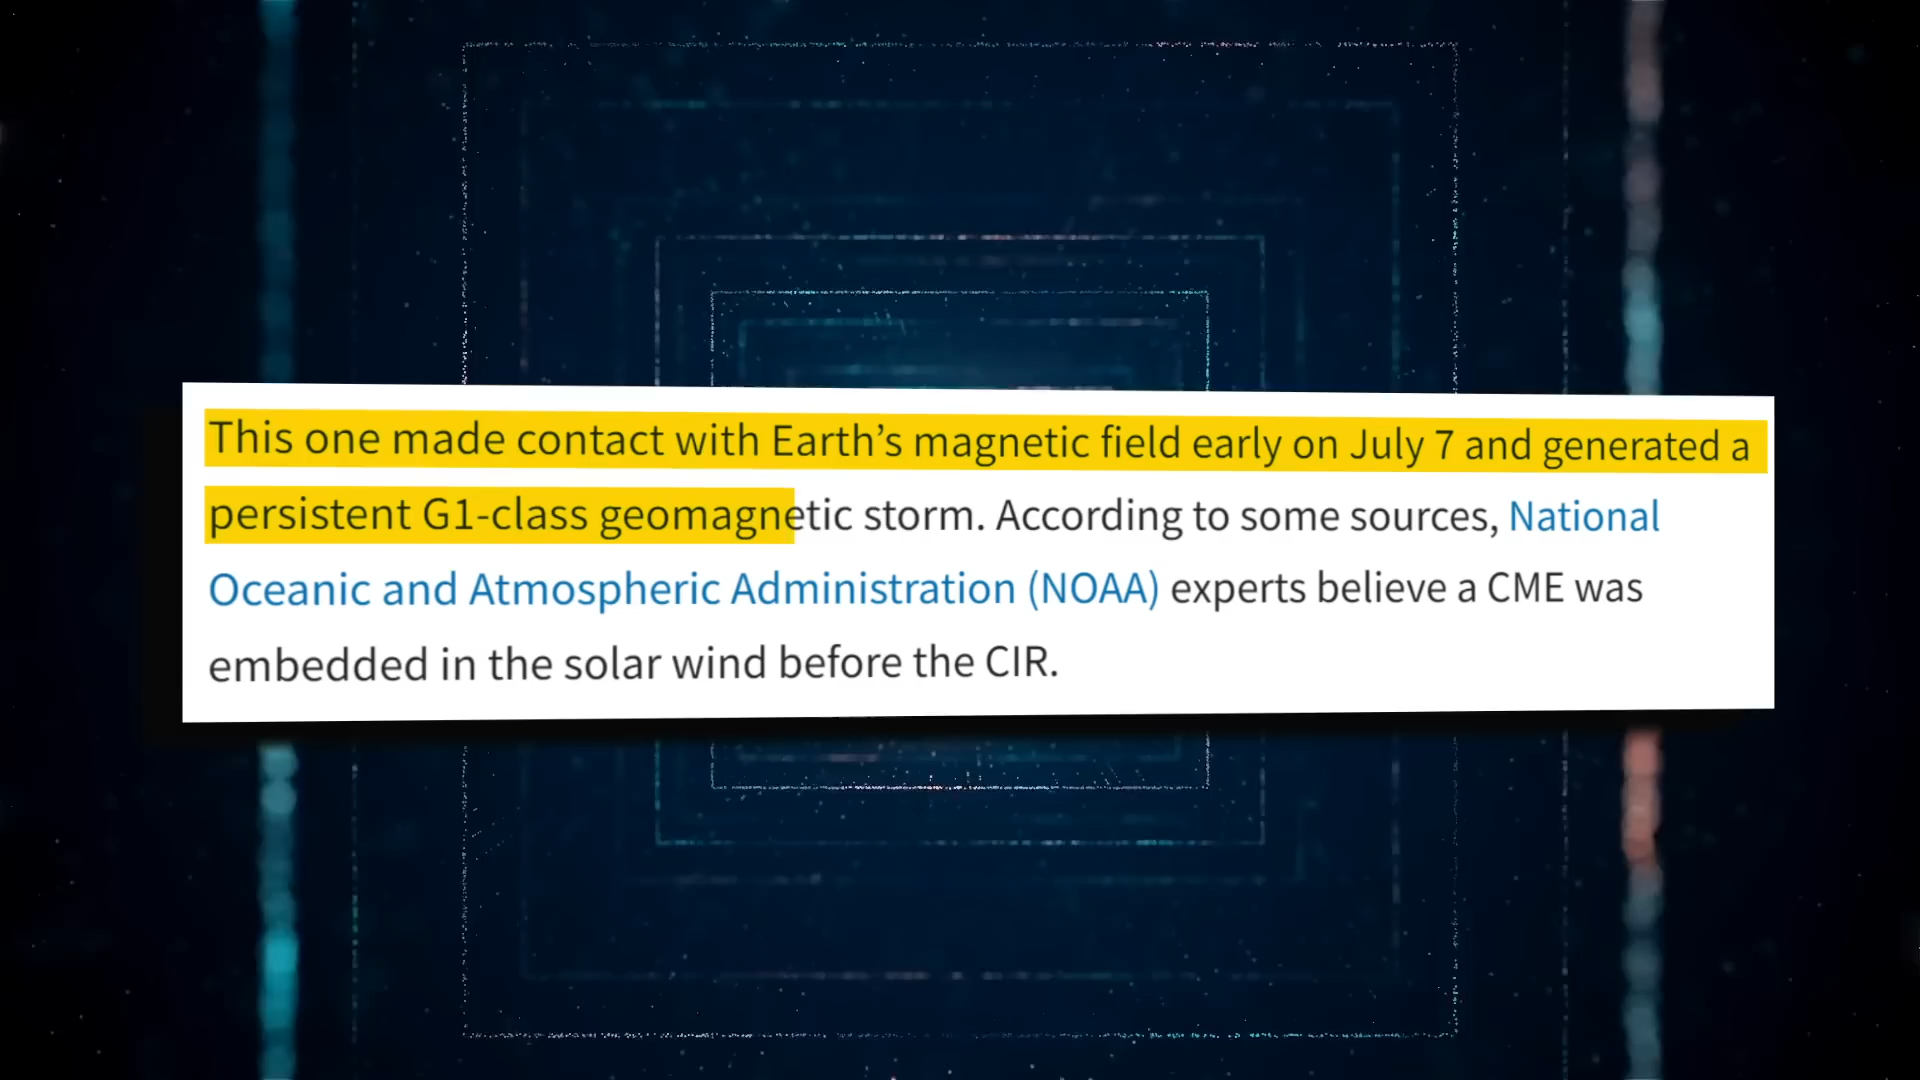 This one made contact with Earth’s magnetic field early on July 7 and generated a
persistent G1-class geomagnetic storm. According to some sources, National
Oceanic and Atmospheric Administration (NOAA) experts believe a CME was
embedded in the solar wind before the CIR.